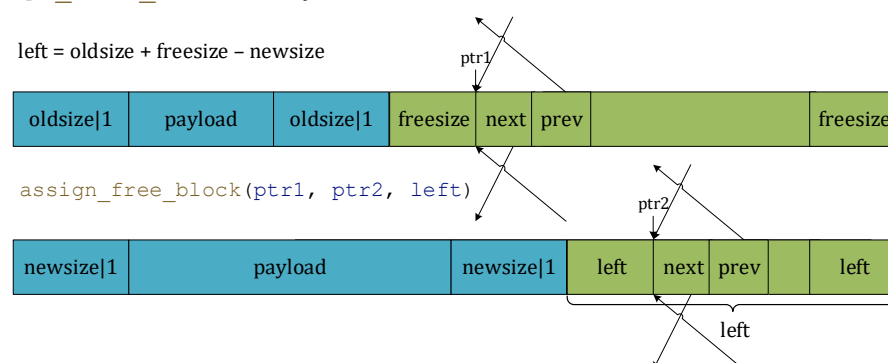 left = oldsize + freesize – newsize
ptr1
oldsize|1 payload oldsize|1 freesize next prev freesize
assign_free_block(ptr1, ptr2, left)
ptr2
newsize|1 payload newsize|1 left next prev left
left